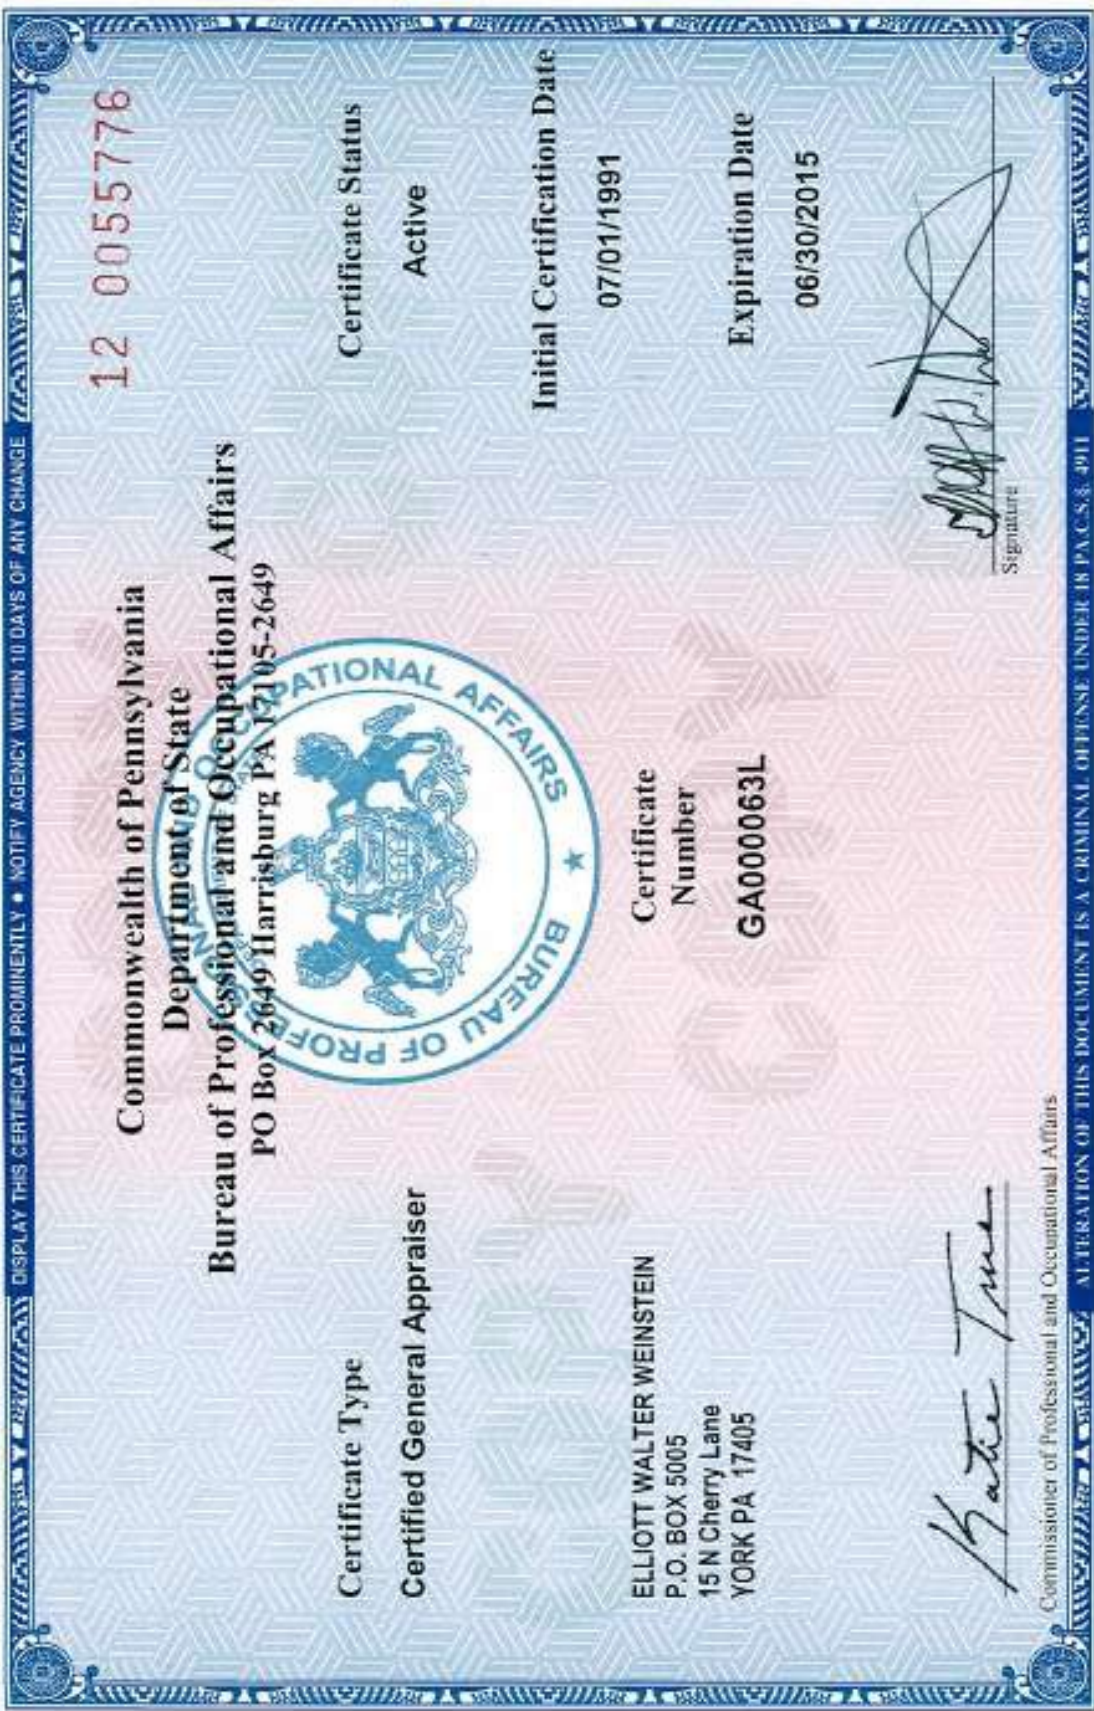 DISPLAY THIS CERTIFICATE PROMINENTLY • NOTIFY AGENCY WITHIN 10 DAYS OF ANY CHANGE
12 0055776
Commonwealth of Pennsylvania
Department of State
Bureau of Professional and Occupational Affairs
PO Box 2649 Harrisburg PA 17105-2649
BUREAU OF PROFESSIONAL AND OCCUPATIONAL AFFAIRS
Certificate Type
Certified General Appraiser
Certificate Status
Active
Initial Certification Date
07/01/1991
ELLIOTT WALTER WEINSTEIN
P.O. BOX 5005
15 N Cherry Lane
YORK PA 17405
Certificate
Number
GA000063L
COPY
Expiration Date
06/30/2015
Katie True
Commissioner of Professional and Occupational Affairs
Signature
ALTERATION OF THIS DOCUMENT IS A CRIMINAL OFFENSE UNDER 18 PA.C.S.§. 4911